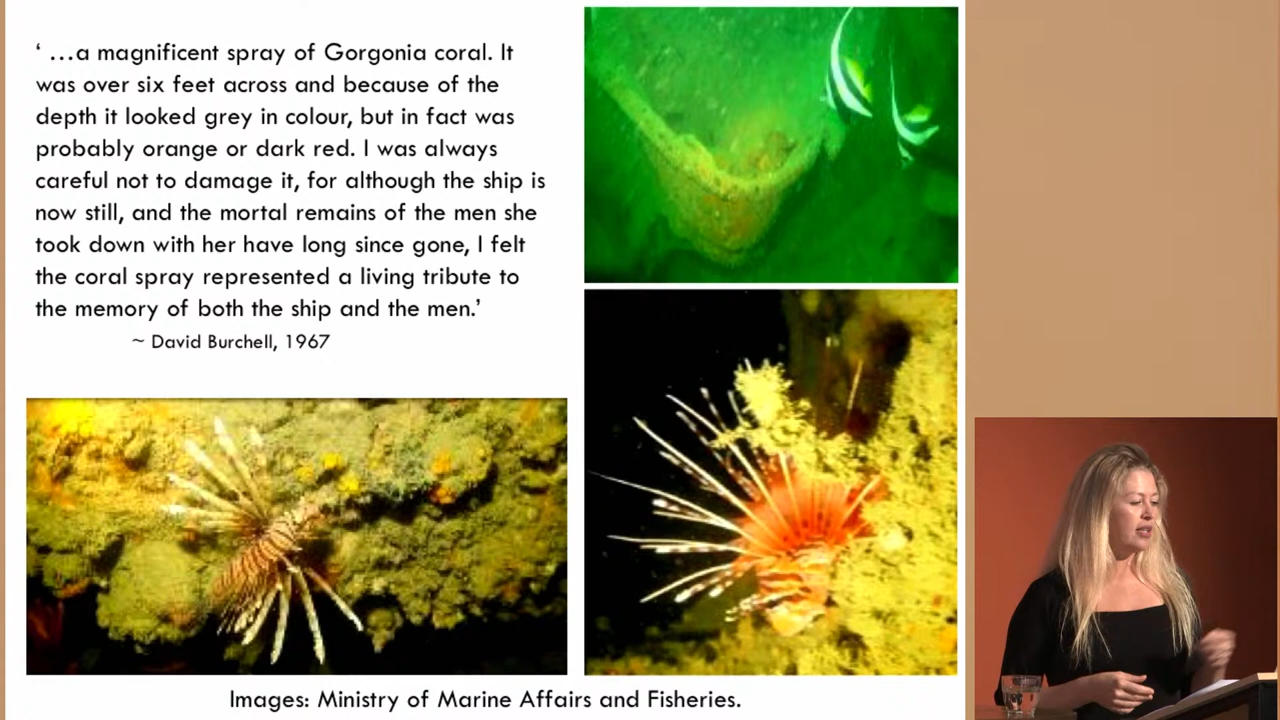 ‘ …a magnificent spray of Gorgonia coral. It
was over six feet across and because of the
depth it looked grey in colour, but in fact was
probably orange or dark red. I was always
careful not to damage it, for although the ship is
now still, and the mortal remains of the men she
took down with her have long since gone, I felt
the coral spray represented a living tribute to
the memory of both the ship and the men.’
~ David Burchell, 1967
Images: Ministry of Marine Affairs and Fisheries.